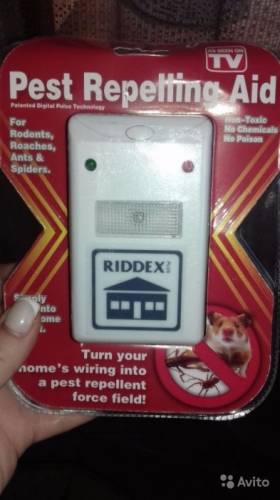 AS SEEN ON
TV
Pest Repelling Aid
Patented Digital Pulse Technology
For
Rodents,
Roaches,
Ants &
Spiders.
Non-Toxic
No Chemicals
No Poison
RIDDEX
Turn your
home's wiring into
a pest repellent
force field!
Avito